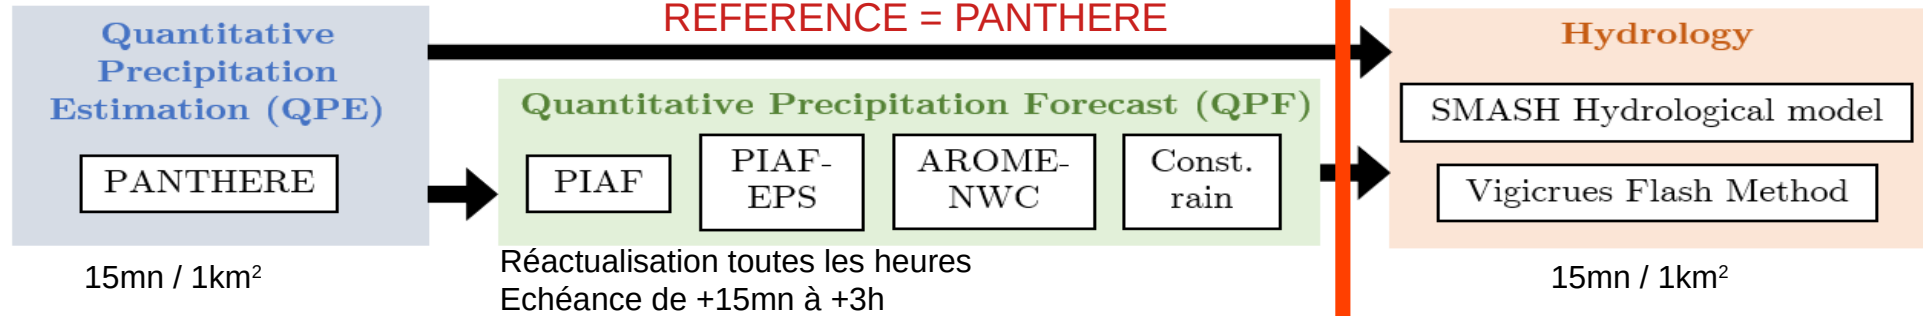 REFERENCE = PANTHERE
Quantitative
Precipitation
Estimation (QPE)
PANTHERE
15mn / 1km²
Quantitative Precipitation Forecast (QPF)
PIAF
PIAF-
EPS
AROME-
NWC
Const.
rain
Réactualisation toutes les heures
Echéance de +15mn à +3h
Hydrology
SMASH Hydrological model
Vigicrues Flash Method
15mn / 1km²